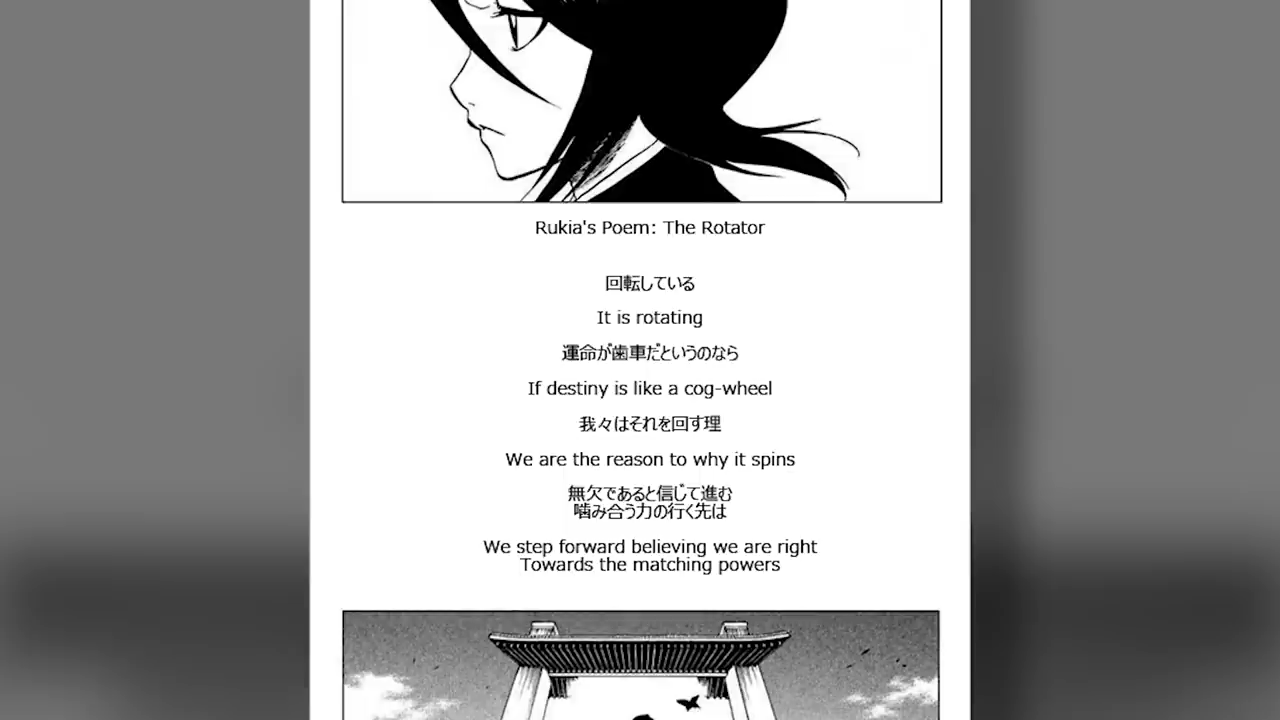 Rukia's Poem: The Rotator
回転している
It is rotating
運命が歯車だというのなら
If destiny is like a cog-wheel
我々はそれを回す理
We are the reason to why it spins
無欠であると信じて進む
噛み合う力の行く先は
We step forward believing we are right
Towards the matching powers